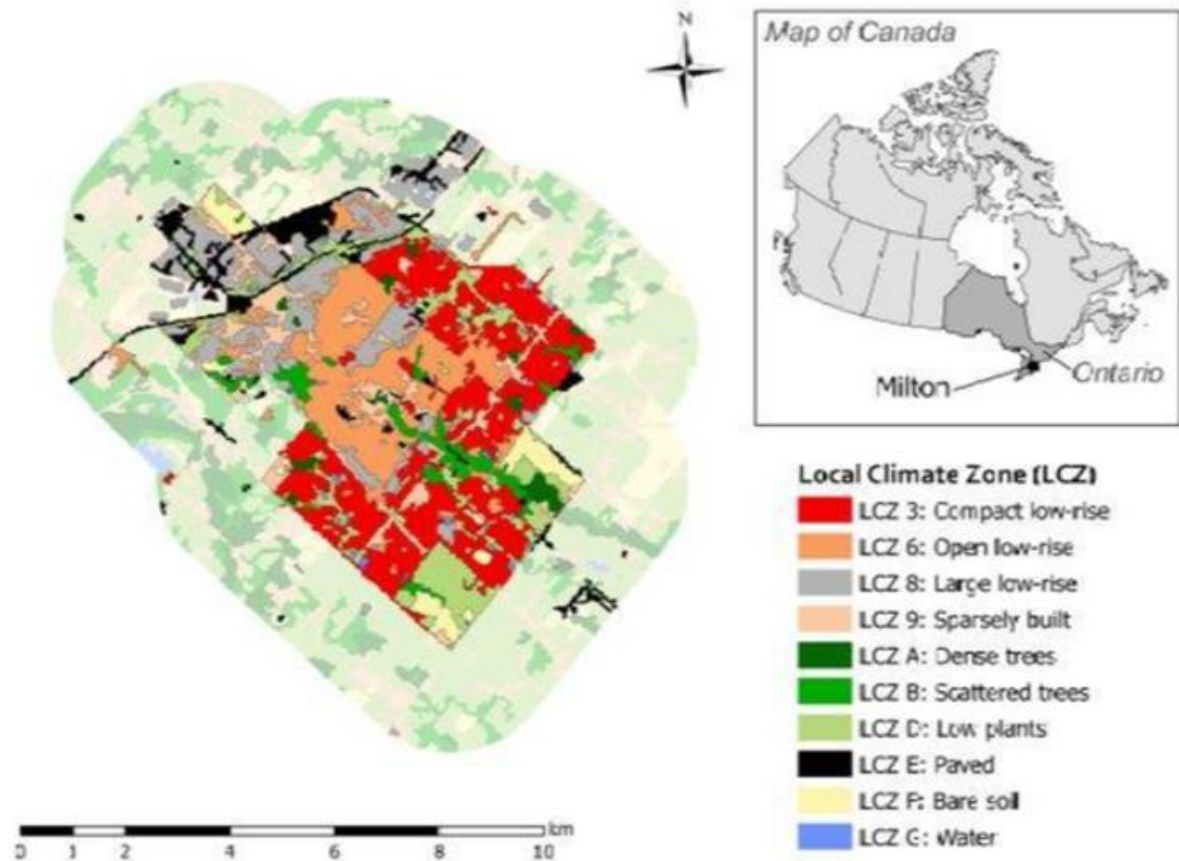 N
Map of Canada
Milton
Ontario
Local Climate Zone (LCZ)
LCZ 3: Compact low-rise
LCZ 6: Open low-rise
LCZ 8: Large low-rise
LCZ 9: Sparsely built
LCZ A: Dense trees
LCZ B: Scattered trees
LCZ D: Low plants
LCZ E: Paved
LCZ F: Bare soil
LCZ G: Water
km
0 1 2 4 6 8 10